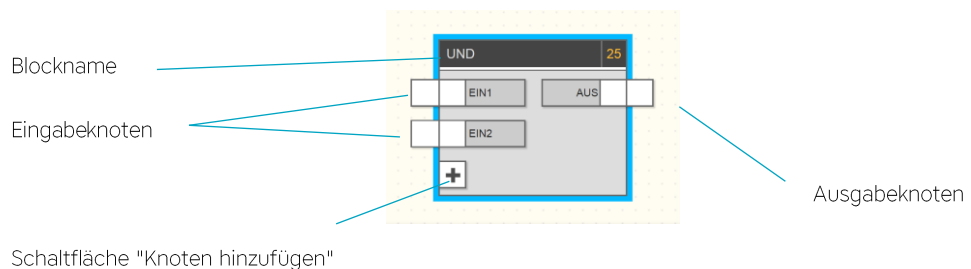 UND 25
Blockname
EIN1 AUS
Eingabeknoten
EIN2
Ausgabeknoten
Schaltfläche "Knoten hinzufügen"